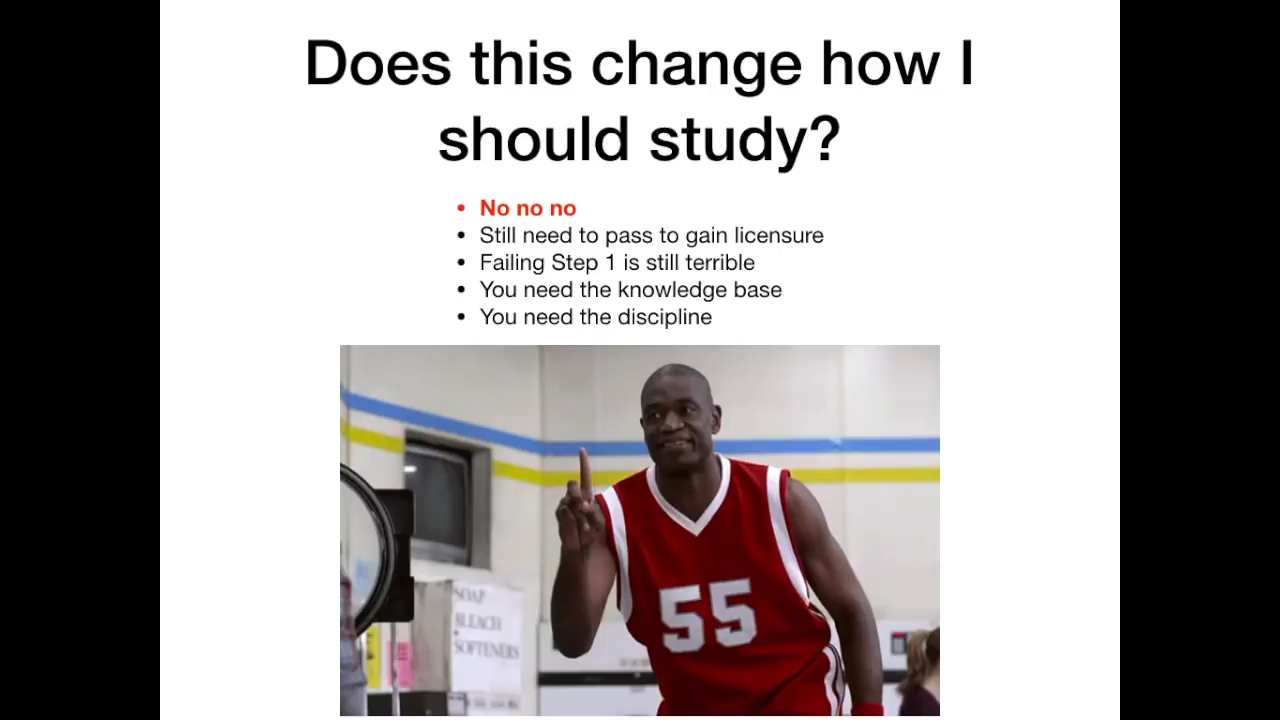 Does this change how I
should study?
• No no no
• Still need to pass to gain licensure
• Failing Step 1 is still terrible
• You need the knowledge base
• You need the discipline
SOAP
BLEACH
SOFTENERS
55